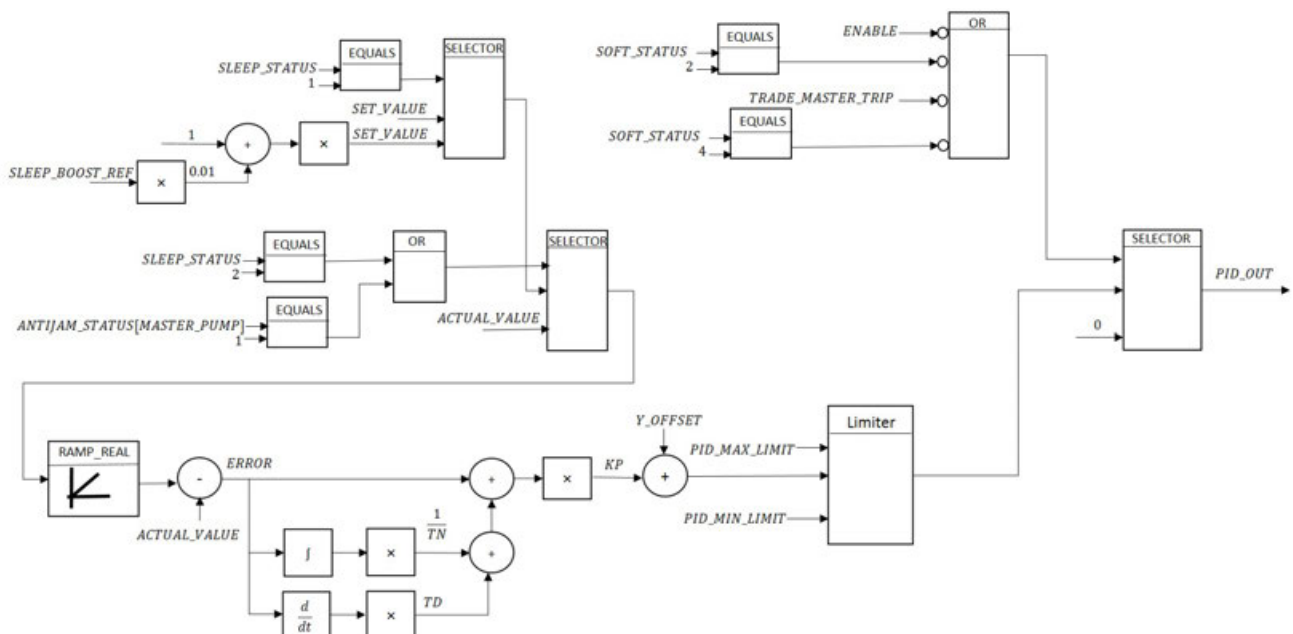 EQUALS
SLEEP_STATUS
1
SELECTOR
SET_VALUE
SET_VALUE
1
+
×
SLEEP_BOOST_REF
×
0.01
EQUALS
SOFT_STATUS
2
ENABLE
OR
TRADE_MASTER_TRIP
EQUALS
SOFT_STATUS
4
EQUALS
SLEEP_STATUS
2
OR
SELECTOR
EQUALS
ANTIJAM_STATUS[MASTER_PUMP]
1
ACTUAL_VALUE
SELECTOR
PID_OUT
0
RAMP_REAL
-
ERROR
ACTUAL_VALUE
+
×
KP
Y_OFFSET
+
PID_MAX_LIMIT
Limiter
PID_MIN_LIMIT
∫
×
1
TN
+
d
dt
×
TD